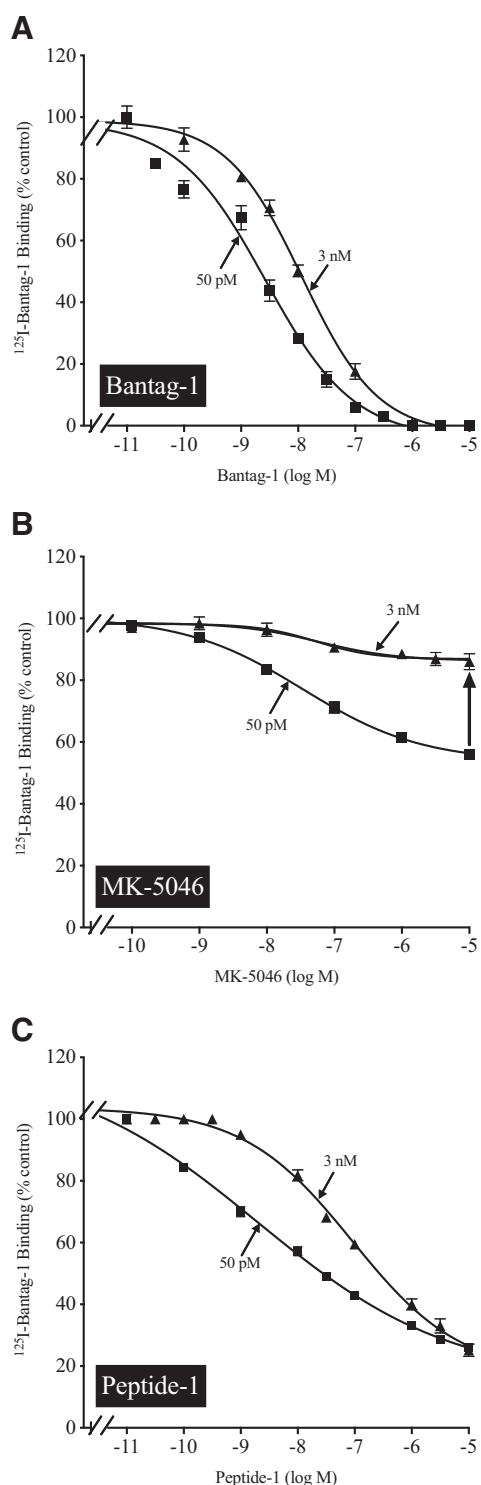 A
120
100
80
60
40
20
0
¹²⁵I-Bantag-1 Binding (% control)
50 pM
3 nM
Bantag-1
-11 -10 -9 -8 -7 -6 -5
Bantag-1 (log M)
B
120
100
80
60
40
20
0
¹²⁵I-Bantag-1 Binding (% control)
3 nM
50 pM
MK-5046
-10 -9 -8 -7 -6 -5
MK-5046 (log M)
C
120
100
80
60
40
20
0
¹²⁵I-Bantag-1 Binding (% control)
3 nM
50 pM
Peptide-1
-11 -10 -9 -8 -7 -6 -5
Peptide-1 (log M)